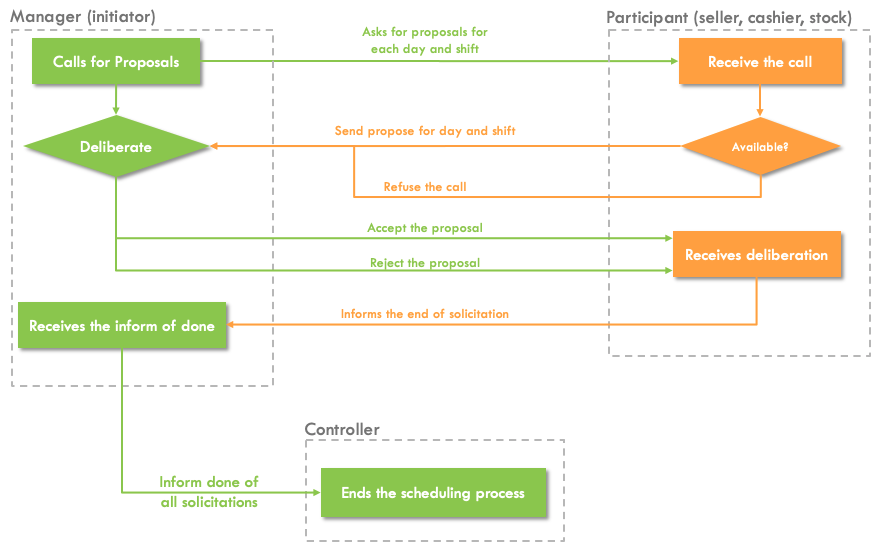 Manager (initiator)
Participant (seller, cashier, stock)
Calls for Proposals
Asks for proposals for
each day and shift
Receive the call
Deliberate
Send propose for day and shift
Available?
Refuse the call
Accept the proposal
Reject the proposal
Receives deliberation
Receives the inform of done
Informs the end of solicitation
Controller
Inform done of
all solicitations
Ends the scheduling process